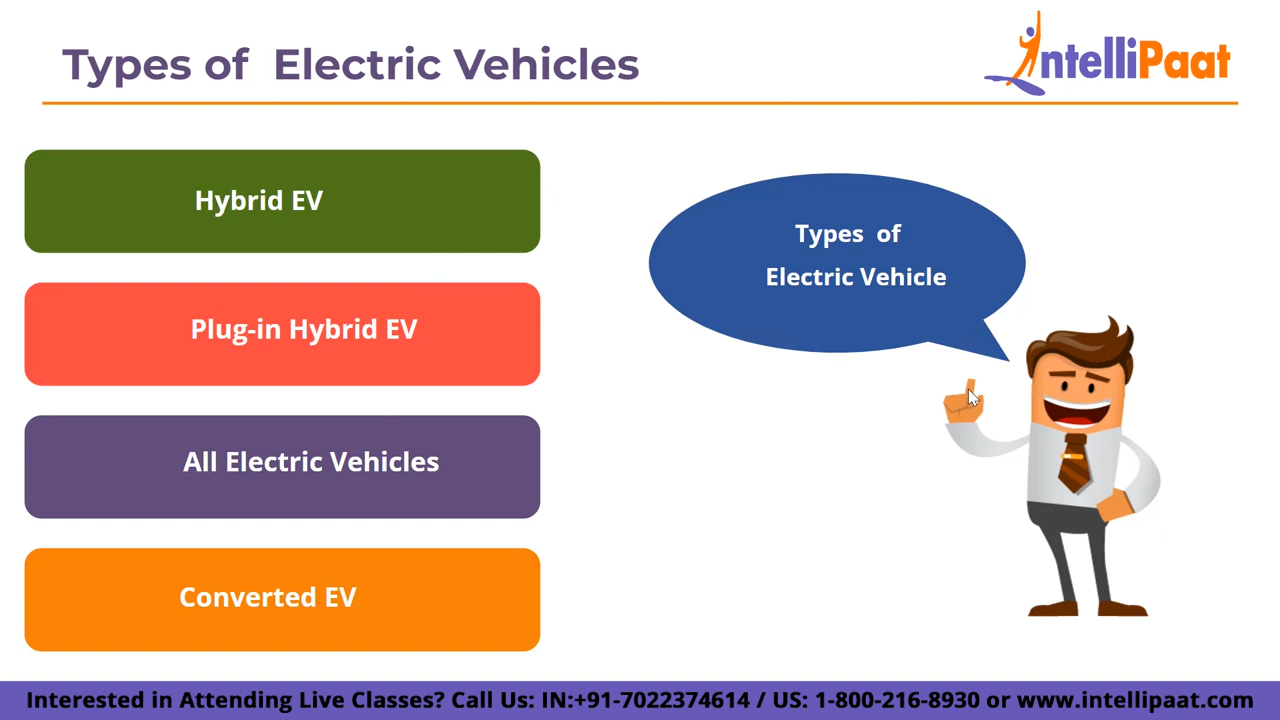 Types of  Electric Vehicles
IntelliPaat
Hybrid EV
Plug-in Hybrid EV
All Electric Vehicles
Converted EV
Types  of
Electric Vehicle
Interested in Attending Live Classes? Call Us: IN:+91-7022374614 / US: 1-800-216-8930 or www.intellipaat.com